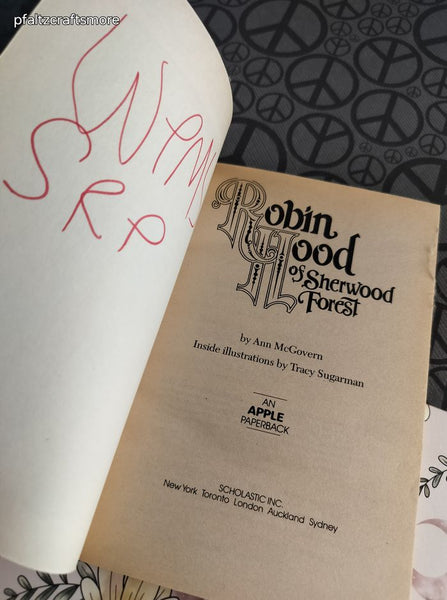 pfaltzcraftsmore
SRP
Robin
Hood
of Sherwood
Forest
by Ann McGovern
Inside illustrations by Tracy Sugarman
AN
APPLE
PAPERBACK
SCHOLASTIC INC.
New York Toronto London Auckland Sydney